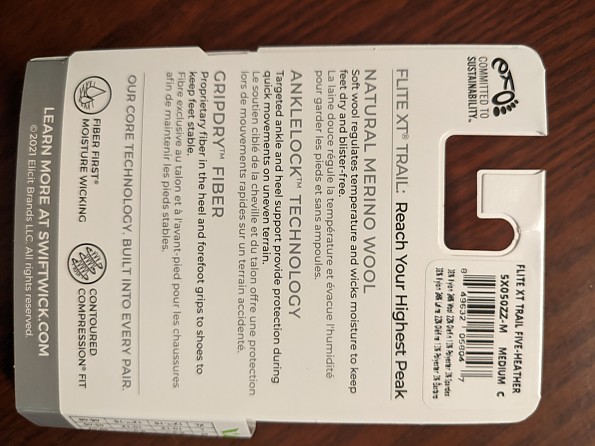 COMMITTED TO
SUSTAINABILITY™
FLITE XT TRAIL FIVE-HEATHER
5X050ZZ-M MEDIUM C
FLITE XT® TRAIL: Reach Your Highest Peak
NATURAL MERINO WOOL
Soft wool regulates temperature and wicks moisture to keep
feet dry and blister-free.
La laine douce régule la température et évacue l'humidité
pour garder les pieds et sans ampoules.
ANKLELOCK™ TECHNOLOGY
Targeted ankle and heel support provide protection during
quick movements on uneven terrain.
Le soutien ciblé de la cheville et du talon offre une protection
lors de mouvements rapides sur un terrain accidenté.
GRIPDRY™ FIBER
Proprietary fiber in the heel and forefoot grips to shoes to
keep feet stable.
Fibre exclusive au talon et à l'avant-pied pour les chaussures
afin de maintenir les pieds stables.
OUR CORE TECHNOLOGY, BUILT INTO EVERY PAIR.
FIBER FIRST®
MOISTURE WICKING
CONTOURED
COMPRESSION® FIT
LEARN MORE AT SWIFTWICK.COM
©2021 Elicit Brands LLC. All rights reserved.